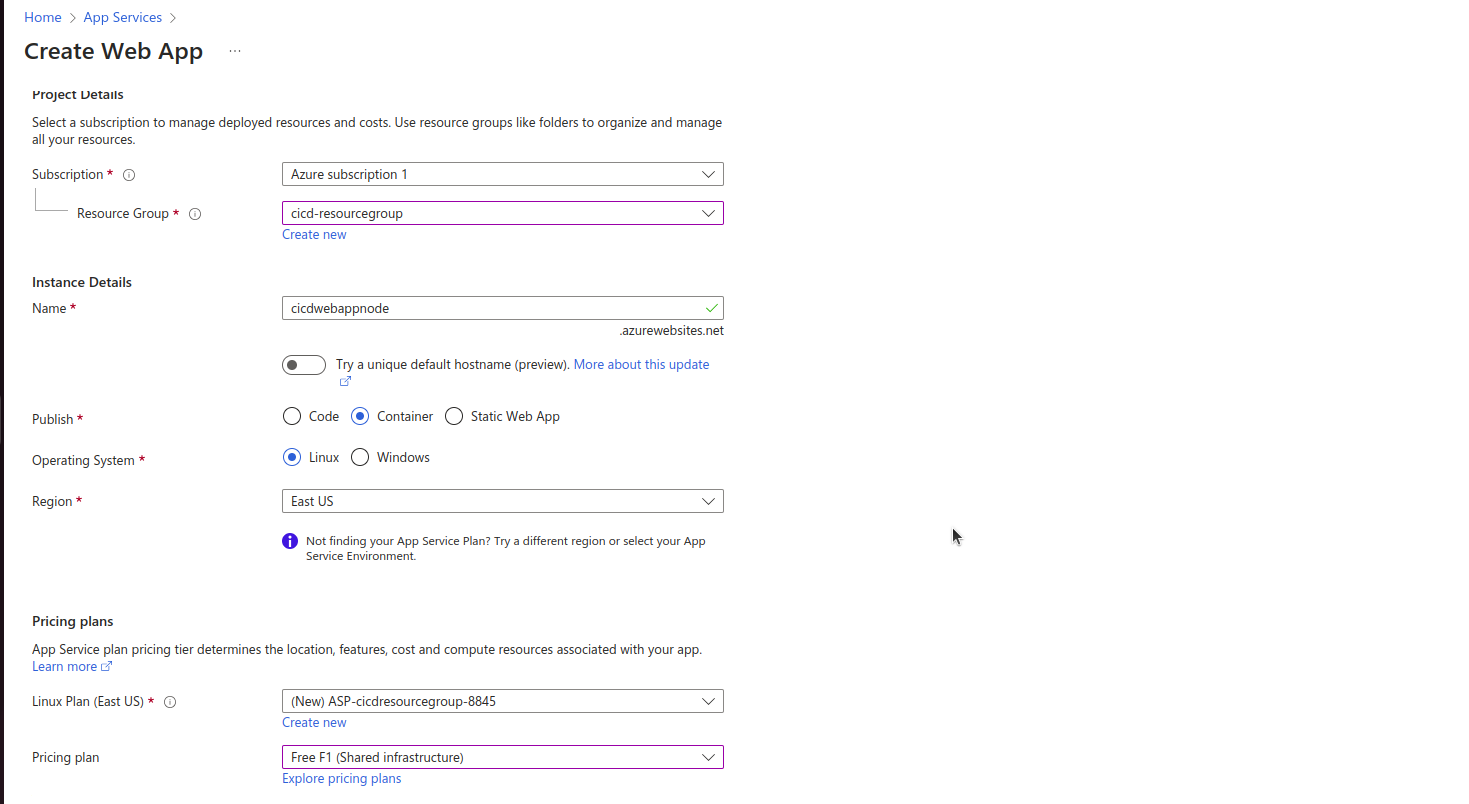 Home > App Services >
Create Web App ...
Project Details
Select a subscription to manage deployed resources and costs. Use resource groups like folders to organize and manage
all your resources.
Subscription *
Azure subscription 1
Resource Group *
cicd-resourcegroup
Create new
Instance Details
Name *
cicdwebappnode
.azurewebsites.net
Try a unique default hostname (preview). More about this update
Publish *
Code Container Static Web App
Operating System *
Linux Windows
Region *
East US
Not finding your App Service Plan? Try a different region or select your App
Service Environment.
Pricing plans
App Service plan pricing tier determines the location, features, cost and compute resources associated with your app.
Learn more
Linux Plan (East US) *
(New) ASP-cicdresourcegroup-8845
Create new
Pricing plan
Free F1 (Shared infrastructure)
Explore pricing plans